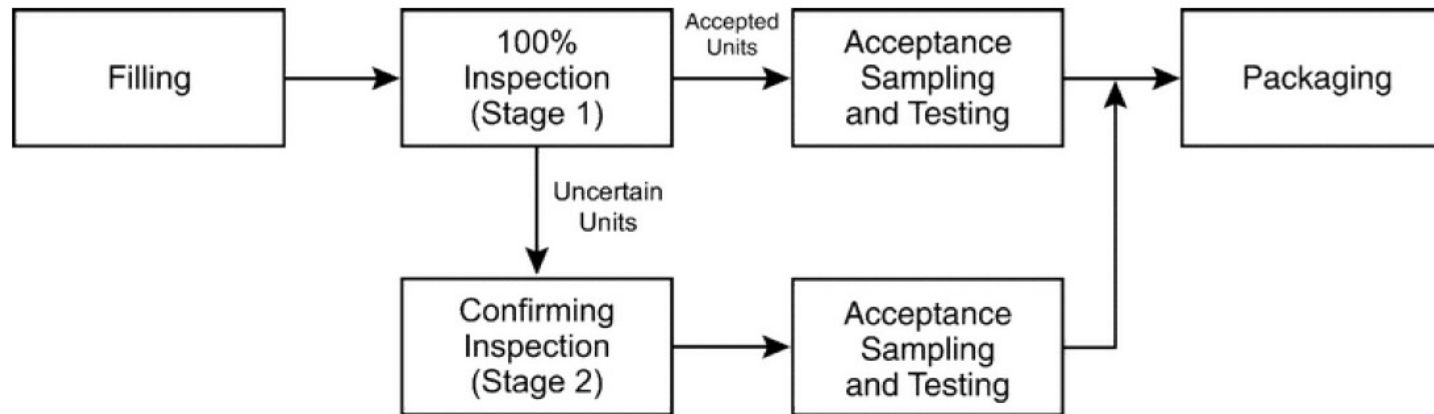 Filling
100%
Inspection
(Stage 1)
Accepted
Units
Acceptance
Sampling
and Testing
Packaging
Uncertain
Units
Confirming
Inspection
(Stage 2)
Acceptance
Sampling
and Testing